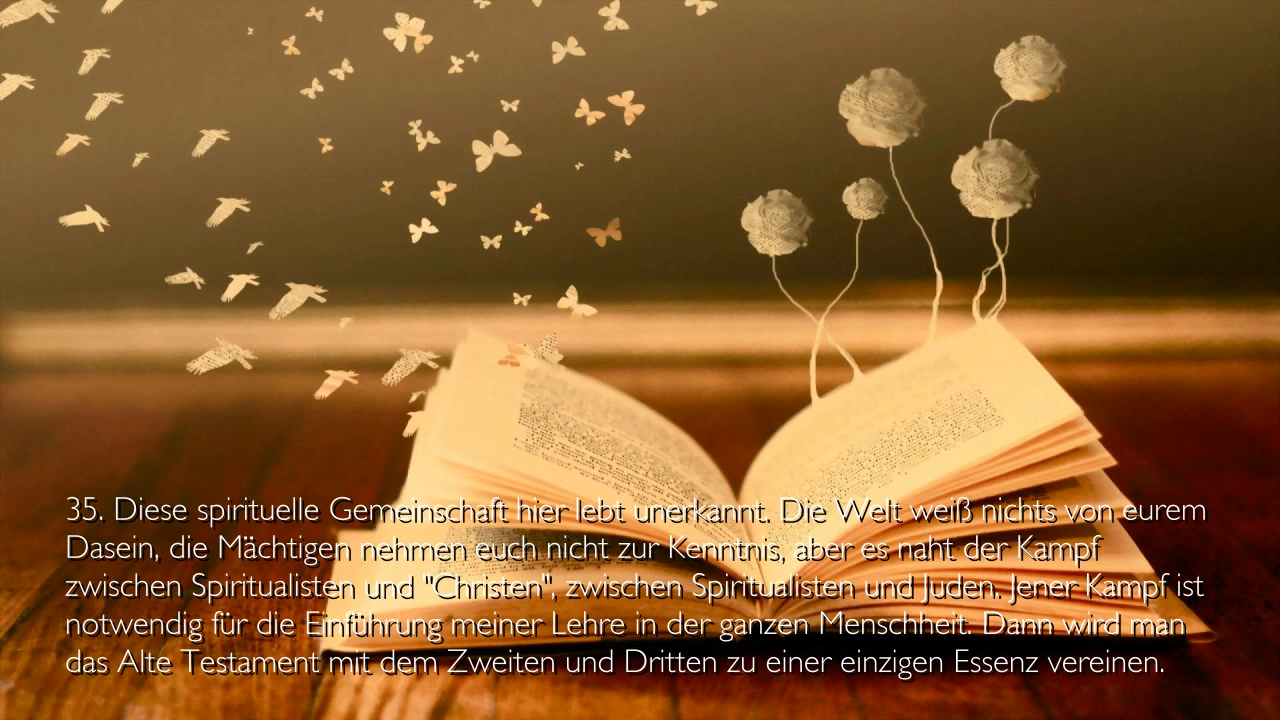 35. Diese spirituelle Gemeinschaft hier lebt unerkannt. Die Welt weiß nichts von eurem
Dasein, die Mächtigen nehmen euch nicht zur Kenntnis, aber es naht der Kampf
zwischen Spiritualisten und "Christen", zwischen Spiritualisten und Juden. Jener Kampf ist
notwendig für die Einführung meiner Lehre in der ganzen Menschheit. Dann wird man
das Alte Testament mit dem Zweiten und Dritten zu einer einzigen Essenz vereinen.